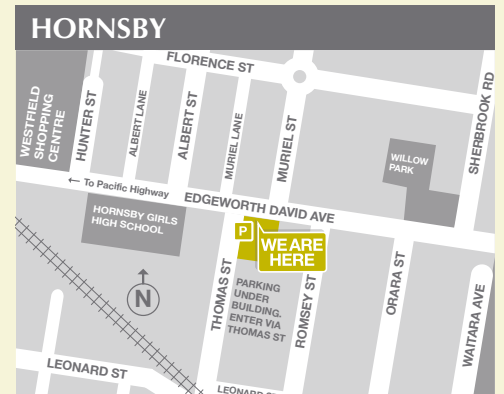 HORNSBY
FLORENCE ST
WESTFIELD
SHOPPING
CENTRE
HUNTER ST
ALBERT LANE
ALBERT ST
MURIEL LANE
MURIEL ST
SHERBROOK RD
WILLOW
PARK
← To Pacific Highway
EDGEWORTH DAVID AVE
HORNSBY GIRLS
HIGH SCHOOL
P
WE ARE
HERE
N
THOMAS ST
PARKING
UNDER
BUILDING.
ENTER VIA
THOMAS ST
ROMSEY ST
ORARA ST
WAITARA AVE
LEONARD ST
LEONARD ST